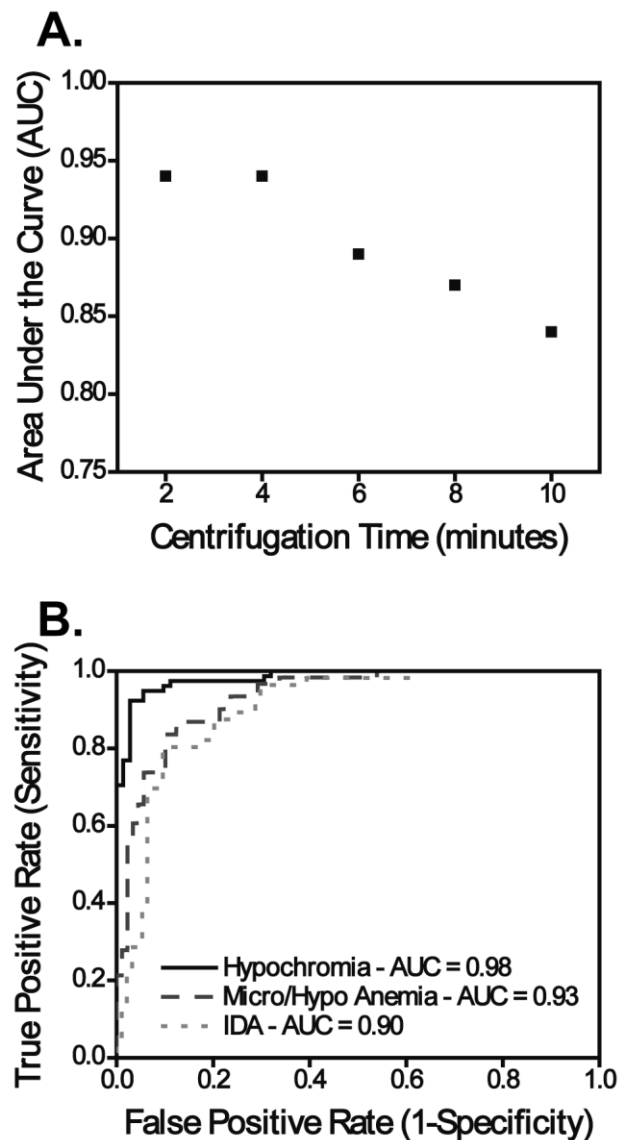 A.
Area Under the Curve (AUC)
1.00
0.95
0.90
0.85
0.80
0.75
2 4 6 8 10
Centrifugation Time (minutes)
B.
True Positive Rate (Sensitivity)
1.0
0.8
0.6
0.4
0.2
0.0
Hypochromia - AUC = 0.98
Micro/Hypo Anemia - AUC = 0.93
IDA - AUC = 0.90
0.0 0.2 0.4 0.6 0.8 1.0
False Positive Rate (1-Specificity)